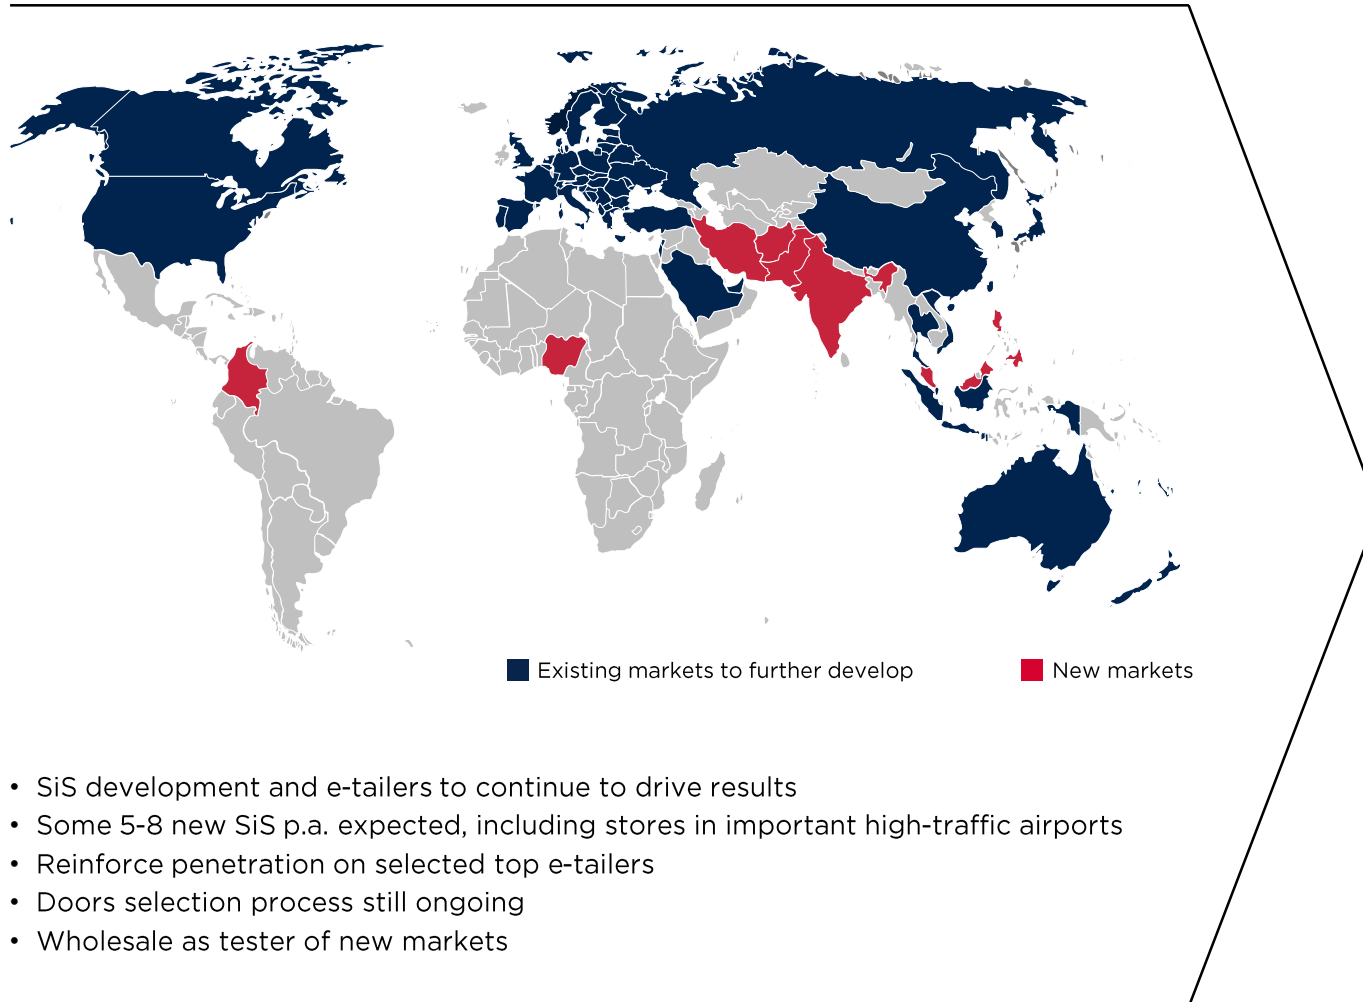 Existing markets to further develop
New markets
• SiS development and e-tailers to continue to drive results
• Some 5-8 new SiS p.a. expected, including stores in important high-traffic airports
• Reinforce penetration on selected top e-tailers
• Doors selection process still ongoing
• Wholesale as tester of new markets